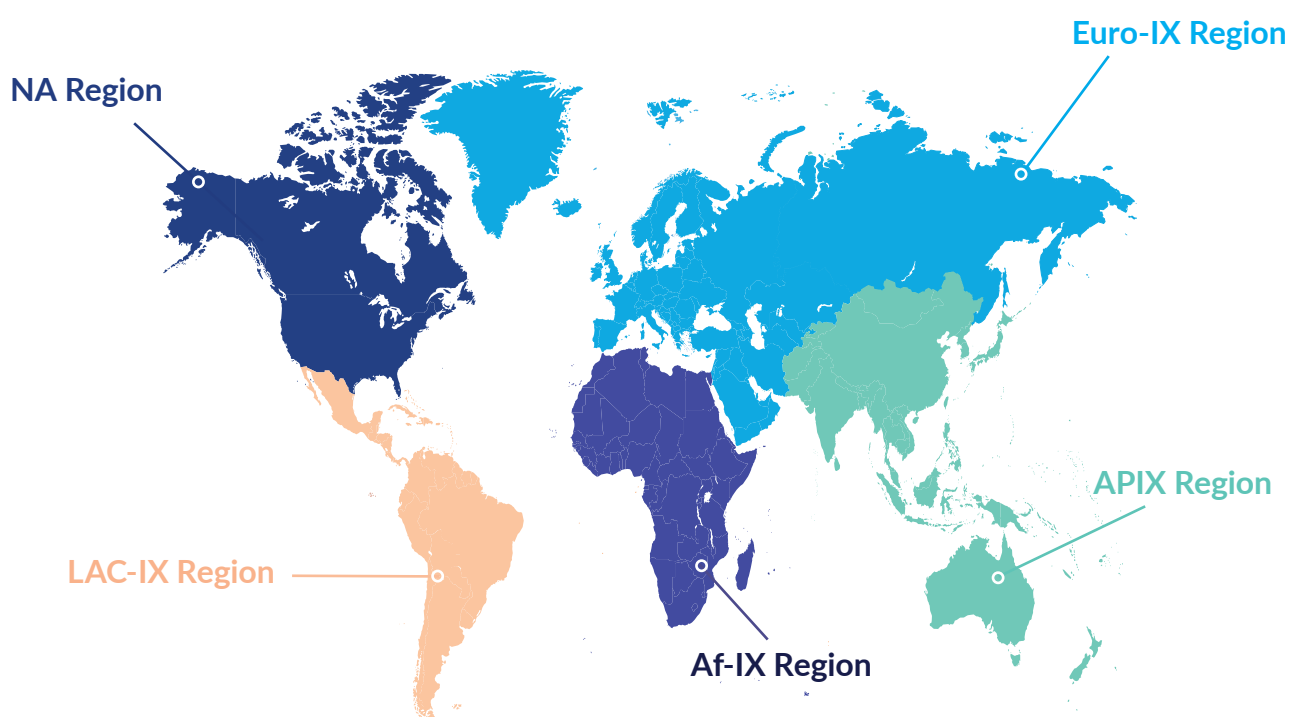 Euro-IX Region
NA Region
APIX Region
LAC-IX Region
Af-IX Region